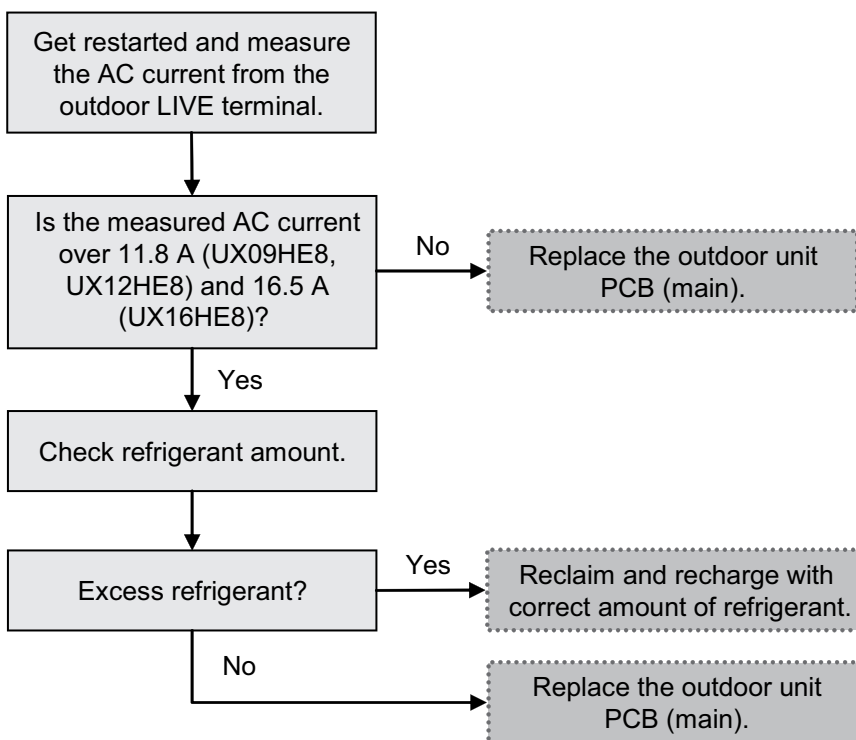 Get restarted and measure
the AC current from the
outdoor LIVE terminal.
Is the measured AC current
over 11.8 A (UX09HE8,
UX12HE8) and 16.5 A
(UX16HE8)?
No
Replace the outdoor unit
PCB (main).
Yes
Check refrigerant amount.
Excess refrigerant?
Yes
Reclaim and recharge with
correct amount of refrigerant.
No
Replace the outdoor unit
PCB (main).